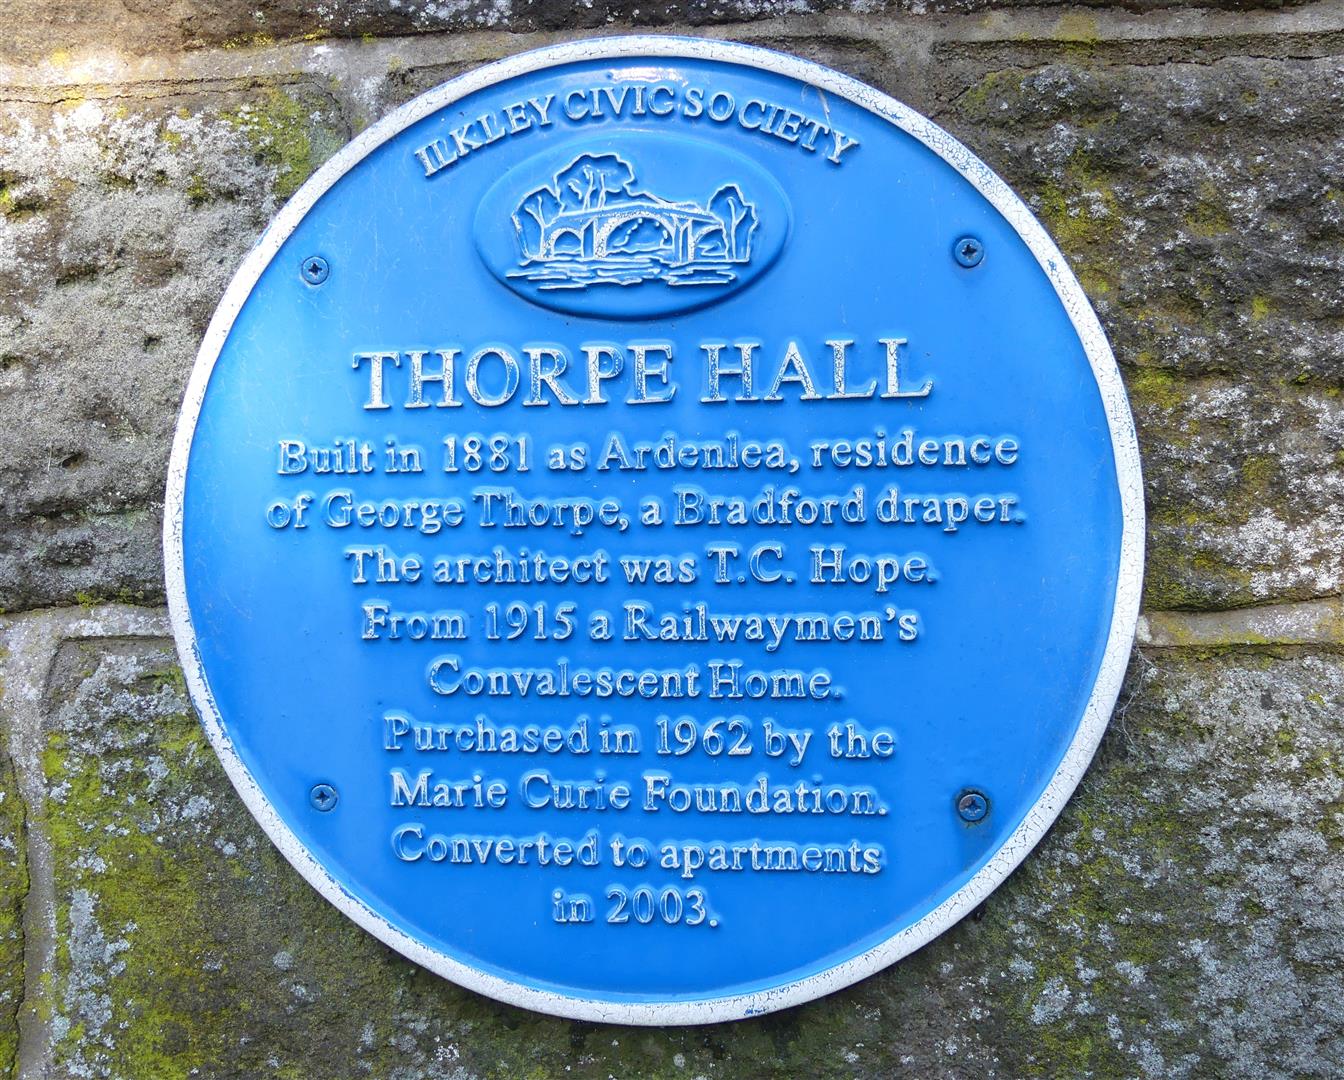 ILKLEY CIVIC SOCIETY
THORPE HALL
Built in 1881 as Ardenlea, residence
of George Thorpe, a Bradford draper.
The architect was T.C. Hope.
From 1915 a Railwaymen's
Convalescent Home.
Purchased in 1962 by the
Marie Curie Foundation.
Converted to apartments
in 2003.